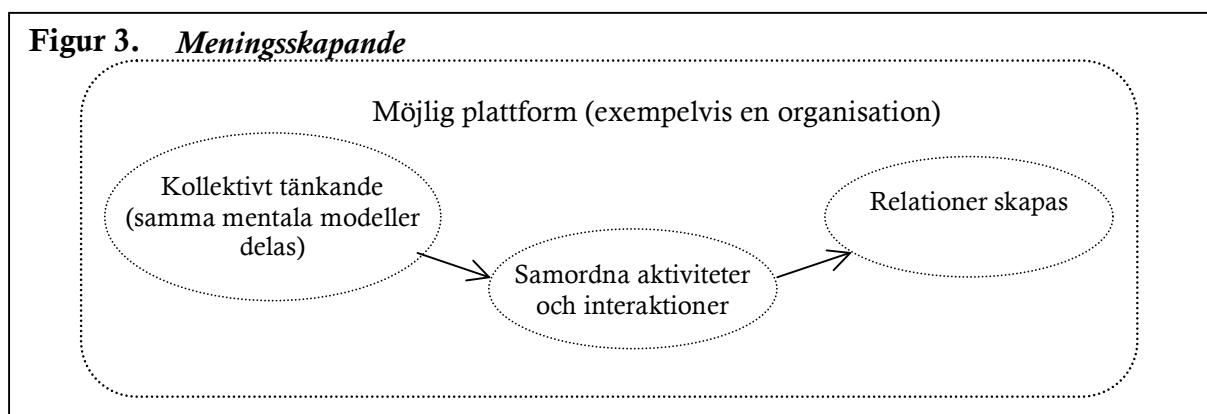 Figur 3. Meningsskapande
Möjlig plattform (exempelvis en organisation)
Kollektivt tänkande
(samma mentala modeller
delas)
Samordna aktiviteter
och interaktioner
Relationer skapas